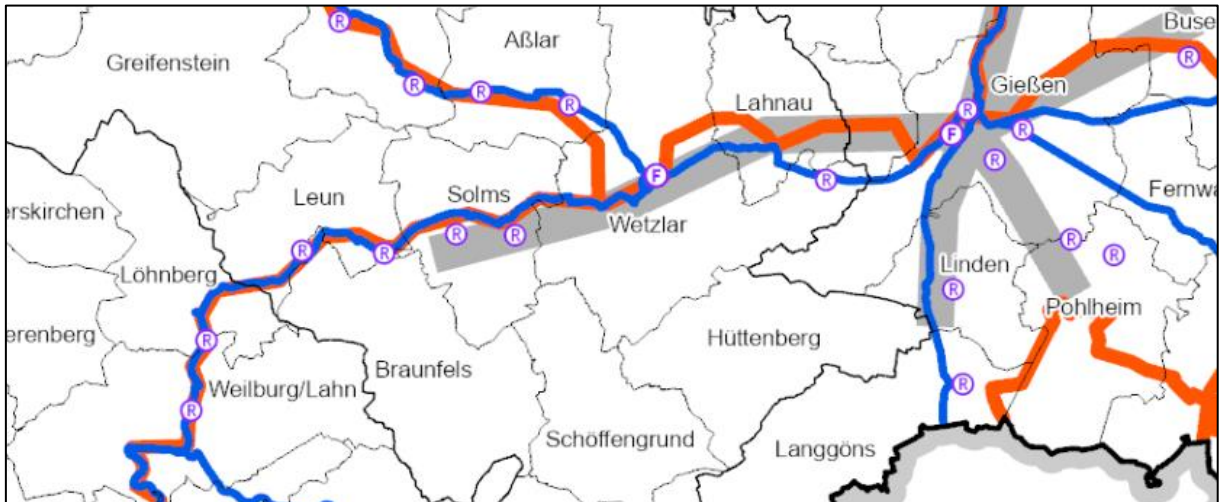 R
Buse
Aßlar
Greifenstein
R
R
R
R
Lahnau
Gießen
R
F
R
R
Leun
Solms
F
R
Fernwa
erskirchen
Wetzlar
R
R
R
R
R
R
Löhnberg
Linden
R
Pohlheim
erenberg
R
Hüttenberg
Braunfels
Weilburg/Lahn
R
R
Schöffengrund
Langgöns